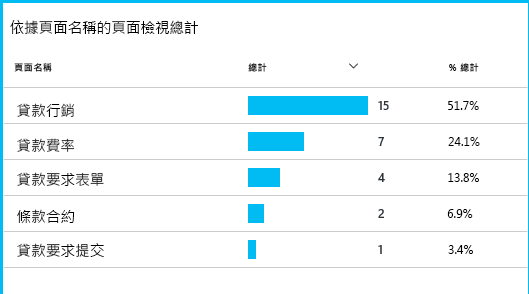 依據頁面名稱的頁面檢視總計
頁面名稱 總計 % 總計
貸款行銷 15 51.7%
貸款費率 7 24.1%
貸款要求表單 4 13.8%
條款合約 2 6.9%
貸款要求提交 1 3.4%